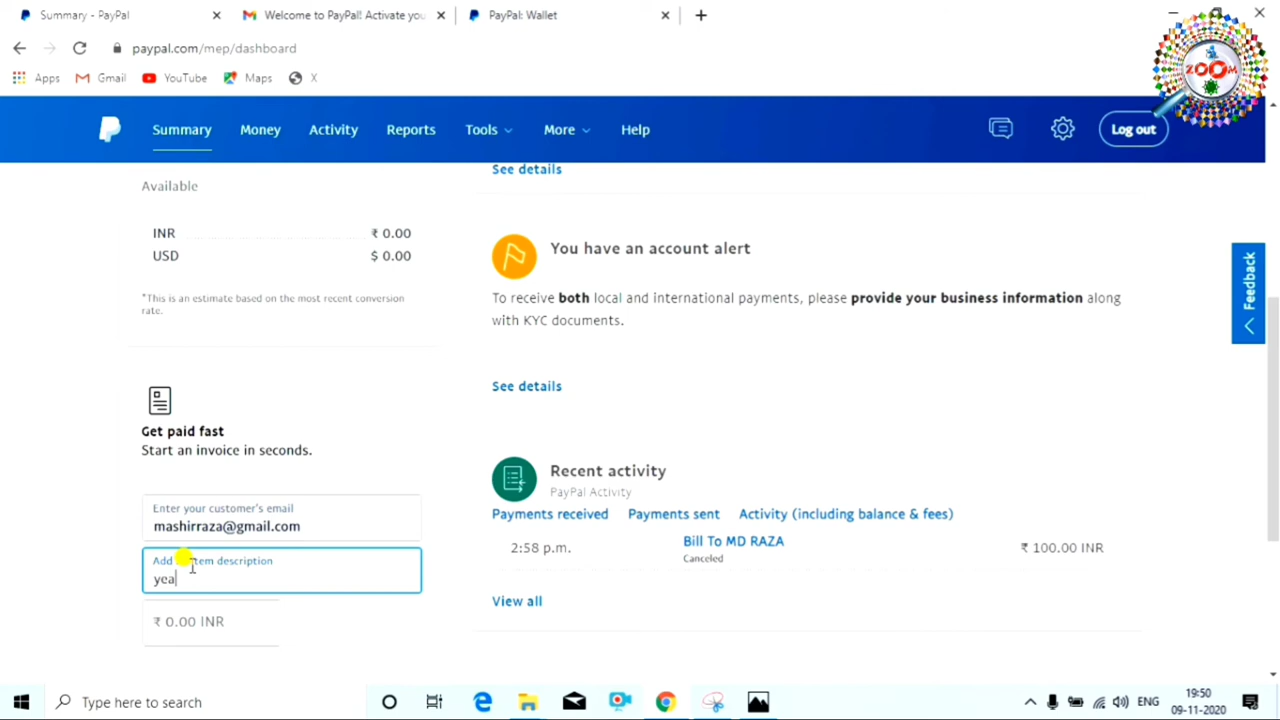 Summary - PayPal
Welcome to PayPal! Activate you
PayPal: Wallet
paypal.com/mep/dashboard
Apps
Gmail
YouTube
Maps
X
ZOOM
Summary
Money
Activity
Reports
Tools
More
Help
Log out
See details
Available
INR ₹ 0.00
USD $ 0.00
*This is an estimate based on the most recent conversion
rate.
You have an account alert
To receive both local and international payments, please provide your business information along
with KYC documents.
See details
Feedback
Get paid fast
Start an invoice in seconds.
Enter your customer's email
mashirraza@gmail.com
Add tem description
yea
₹ 0.00 INR
Recent activity
PayPal Activity
Payments received Payments sent Activity (including balance & fees)
2:58 p.m. Bill To MD RAZA ₹ 100.00 INR
Canceled
View all
Type here to search
ENG
19:50
09-11-2020